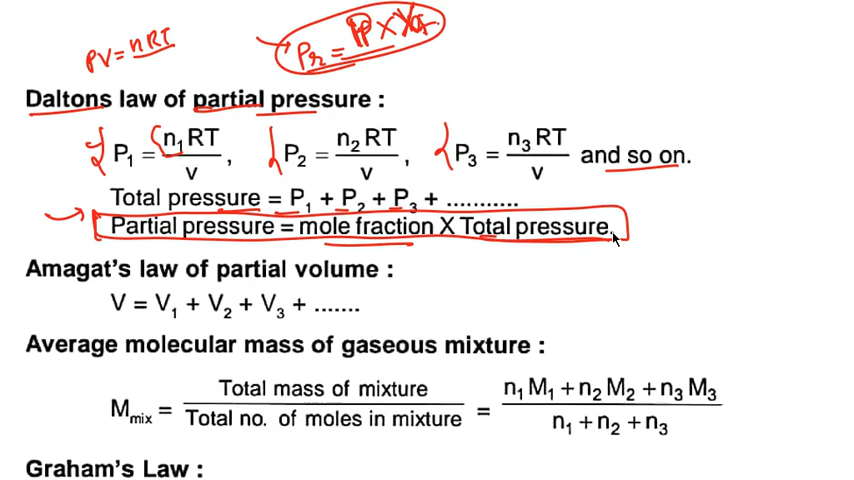 PV = nRT
Daltons law of partial pressure :
P₁ = n₁RT / v , P₂ = n₂RT / v , P₃ = n₃RT / v and so on.
Total pressure = P₁ + P₂ + P₃ + ...........
Partial pressure = mole fraction X Total pressure.
Amagat's law of partial volume :
V = V₁ + V₂ + V₃ + .......
Average molecular mass of gaseous mixture :
M_mix = Total mass of mixture / Total no. of moles in mixture = n₁M₁ + n₂M₂ + n₃M₃ / n₁ + n₂ + n₃
Graham's Law :